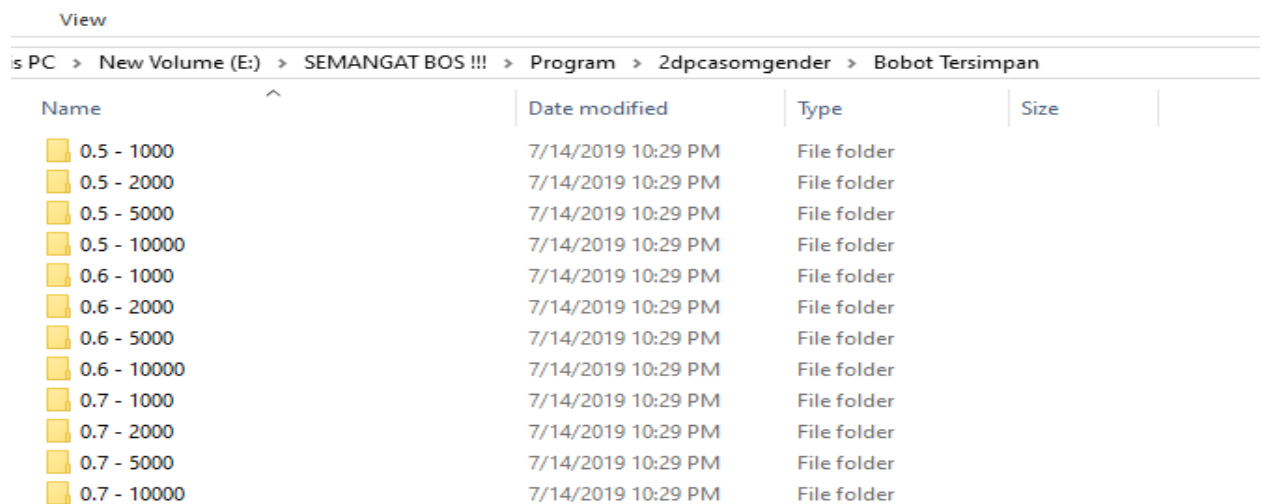 View
is PC > New Volume (E:) > SEMANGAT BOS !!! > Program > 2dpcasomgender > Bobot Tersimpan
Name Date modified Type Size
0.5 - 1000 7/14/2019 10:29 PM File folder
0.5 - 2000 7/14/2019 10:29 PM File folder
0.5 - 5000 7/14/2019 10:29 PM File folder
0.5 - 10000 7/14/2019 10:29 PM File folder
0.6 - 1000 7/14/2019 10:29 PM File folder
0.6 - 2000 7/14/2019 10:29 PM File folder
0.6 - 5000 7/14/2019 10:29 PM File folder
0.6 - 10000 7/14/2019 10:29 PM File folder
0.7 - 1000 7/14/2019 10:29 PM File folder
0.7 - 2000 7/14/2019 10:29 PM File folder
0.7 - 5000 7/14/2019 10:29 PM File folder
0.7 - 10000 7/14/2019 10:29 PM File folder